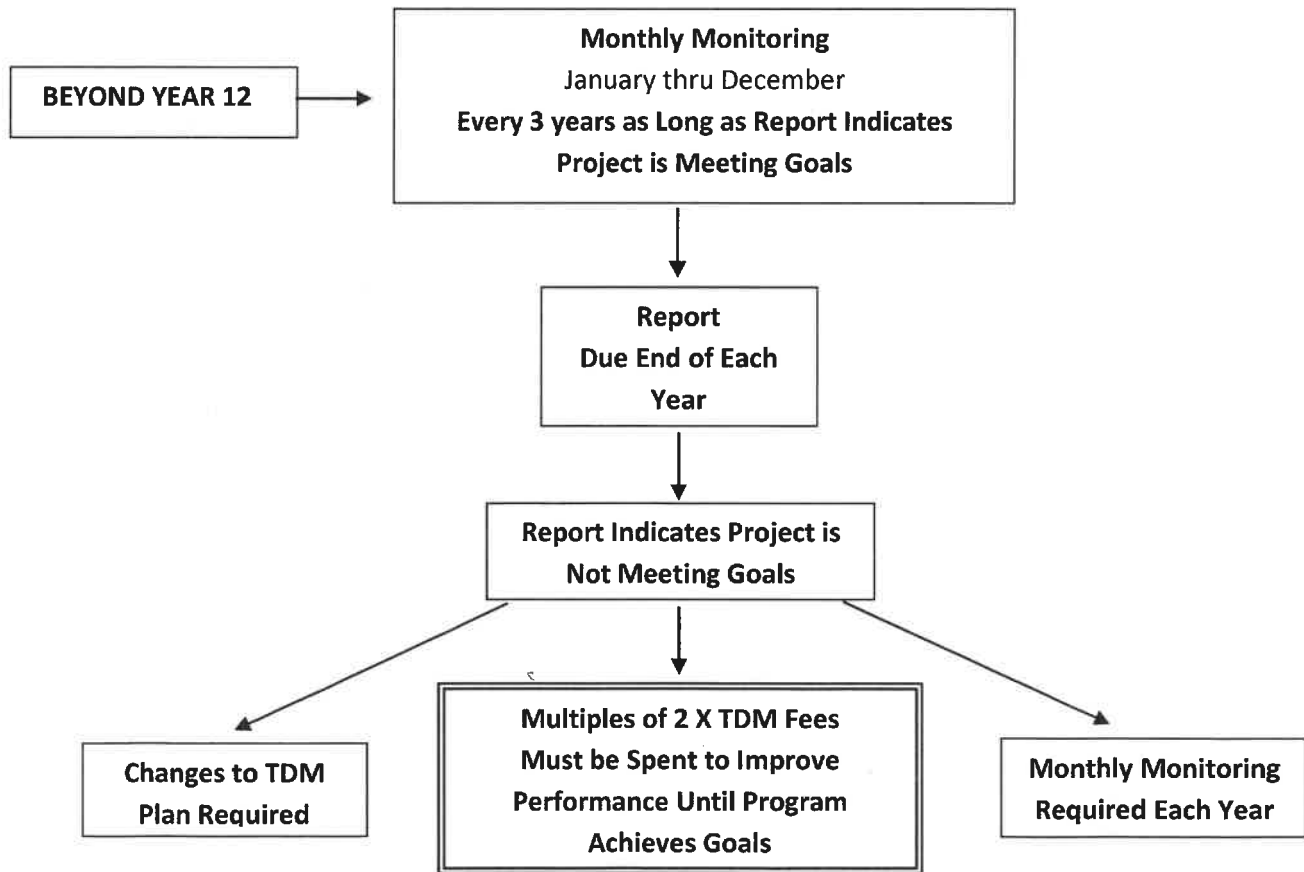 BEYOND YEAR 12
Monthly Monitoring
January thru December
Every 3 years as Long as Report Indicates
Project is Meeting Goals
Report
Due End of Each
Year
Report Indicates Project is
Not Meeting Goals
Changes to TDM
Plan Required
Multiples of 2 X TDM Fees
Must be Spent to Improve
Performance Until Program
Achieves Goals
Monthly Monitoring
Required Each Year